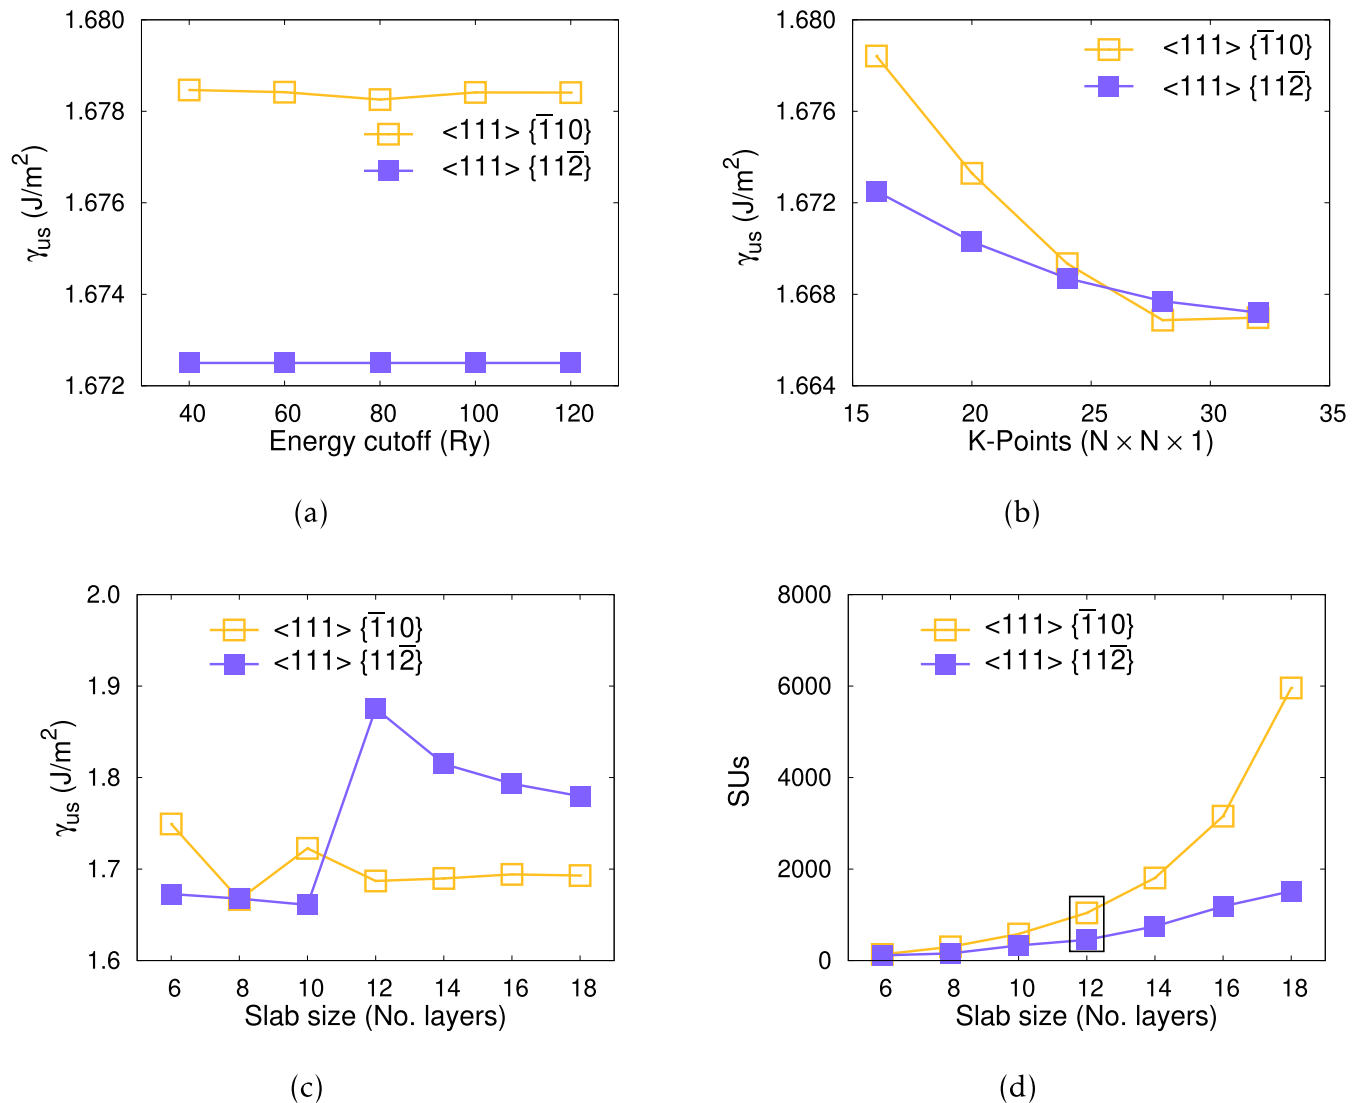 1.680
1.678
1.676
1.674
1.672
γus (J/m²)
<111> {1̅10}
<111> {112̅}
40 60 80 100 120
Energy cutoff (Ry)
(a)
1.680
1.676
1.672
1.668
1.664
γus (J/m²)
<111> {1̅10}
<111> {112̅}
15 20 25 30 35
K-Points (N × N × 1)
(b)
2.0
1.9
1.8
1.7
1.6
γus (J/m²)
<111> {1̅10}
<111> {112̅}
6 8 10 12 14 16 18
Slab size (No. layers)
(c)
8000
6000
4000
2000
0
SUs
<111> {1̅10}
<111> {112̅}
6 8 10 12 14 16 18
Slab size (No. layers)
(d)